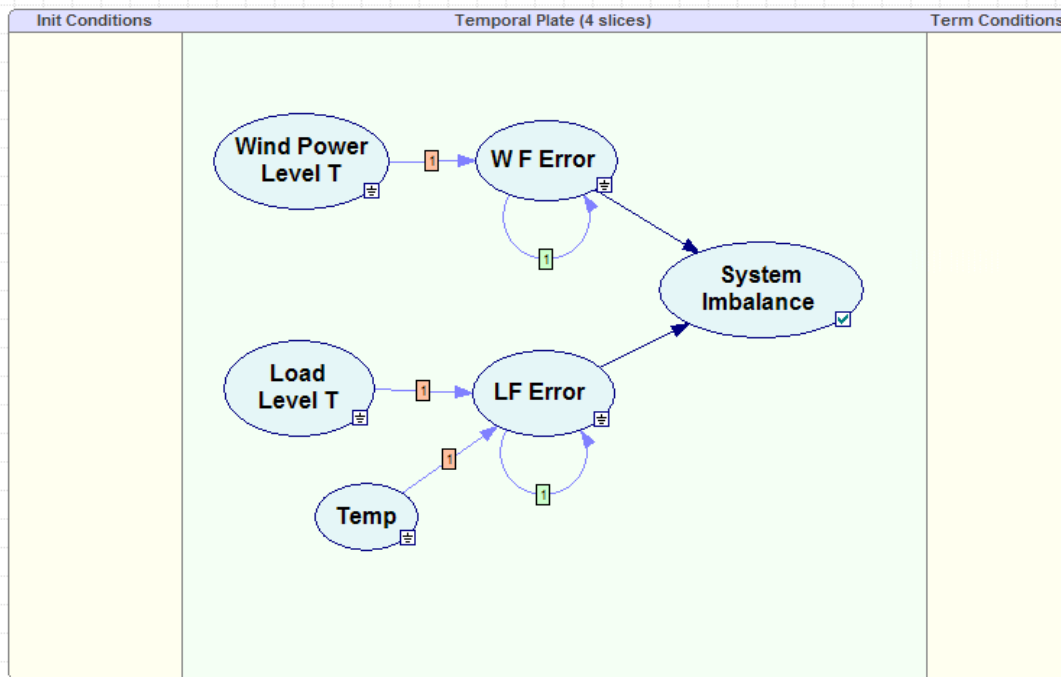 Init Conditions
Temporal Plate (4 slices)
Term Conditions
Wind Power
Level T
1
W F Error
1
System
Imbalance
Load
Level T
1
LF Error
1
Temp
1